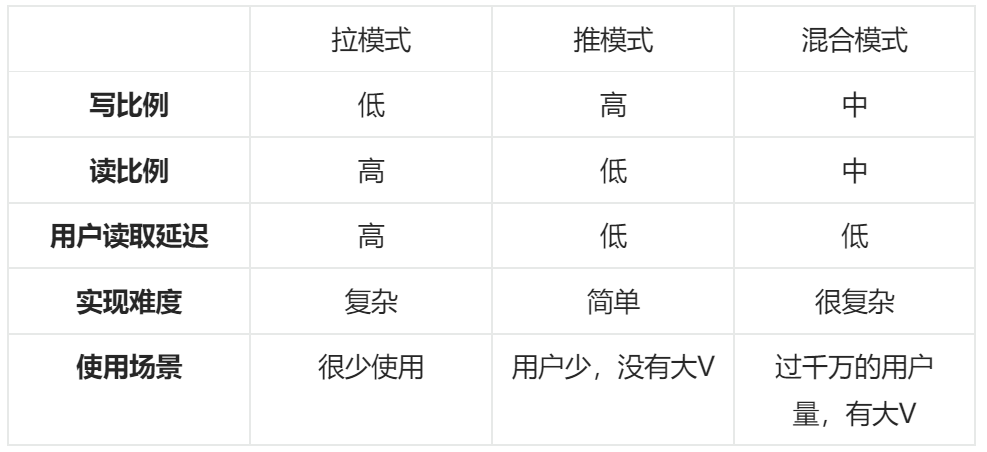 拉模式 推模式 混合模式
写比例 低 高 中
读比例 高 低 中
用户读取延迟 高 低 低
实现难度 复杂 简单 很复杂
使用场景 很少使用 用户少，没有大V 过千万的用户
量，有大V